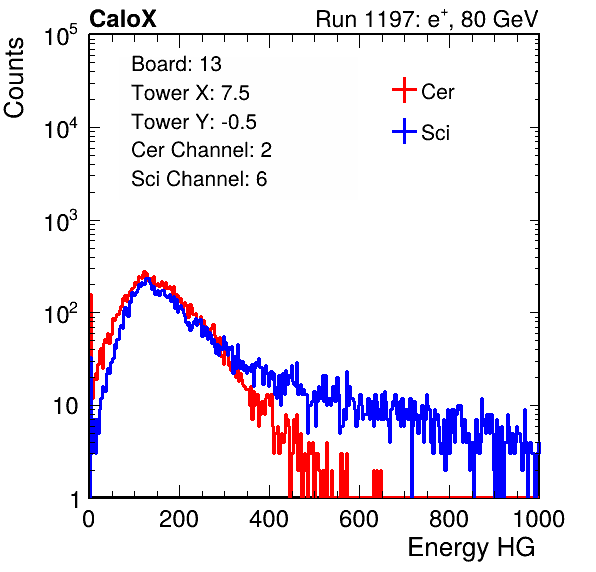 CaloX Run 1197: e⁺, 80 GeV
Counts
Board: 13
Tower X: 7.5
Tower Y: -0.5
Cer Channel: 2
Sci Channel: 6
Cer
Sci
10⁵
10⁴
10³
10²
10
1
0 200 400 600 800 1000
Energy HG